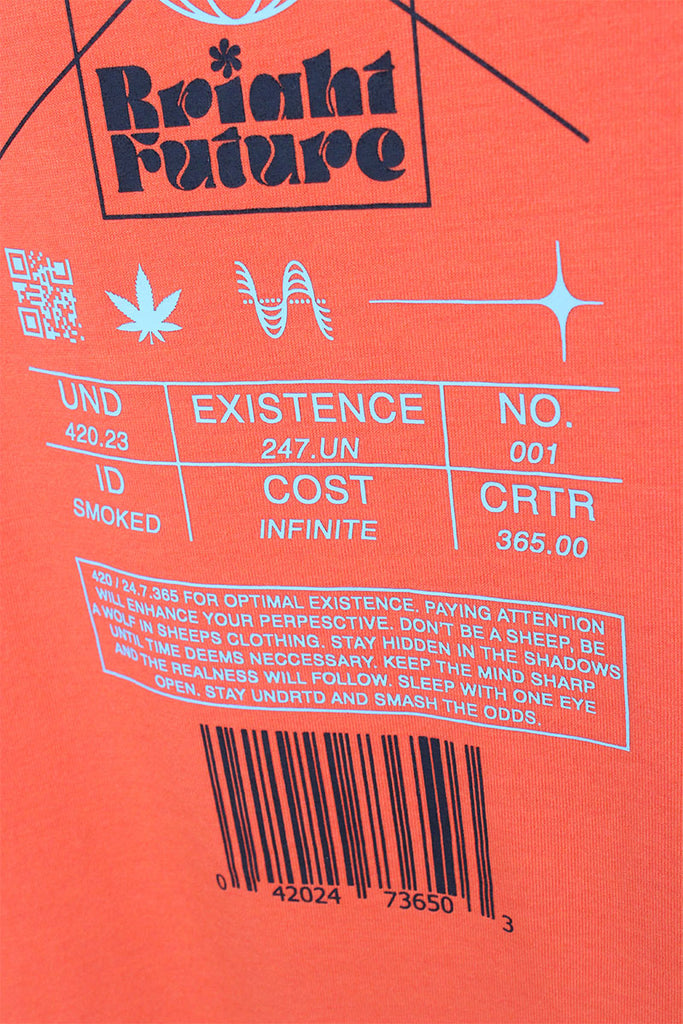 Bright
Future
UND
420.23
EXISTENCE
247.UN
NO.
001
ID
SMOKED
COST
INFINITE
CRTR
365.00
420 / 24.7.365 FOR OPTIMAL EXISTENCE, PAYING ATTENTION
WILL ENHANCE YOUR PERPESCTIVE. DON'T BE A SHEEP, BE
A WOLF IN SHEEPS CLOTHING. STAY HIDDEN IN THE SHADOWS
UNTIL TIME DEEMS NECCESSARY. KEEP THE MIND SHARP
AND THE REALNESS WILL FOLLOW. SLEEP WITH ONE EYE
OPEN. STAY UNDRTD AND SMASH THE ODDS.
0 42024 73650 3